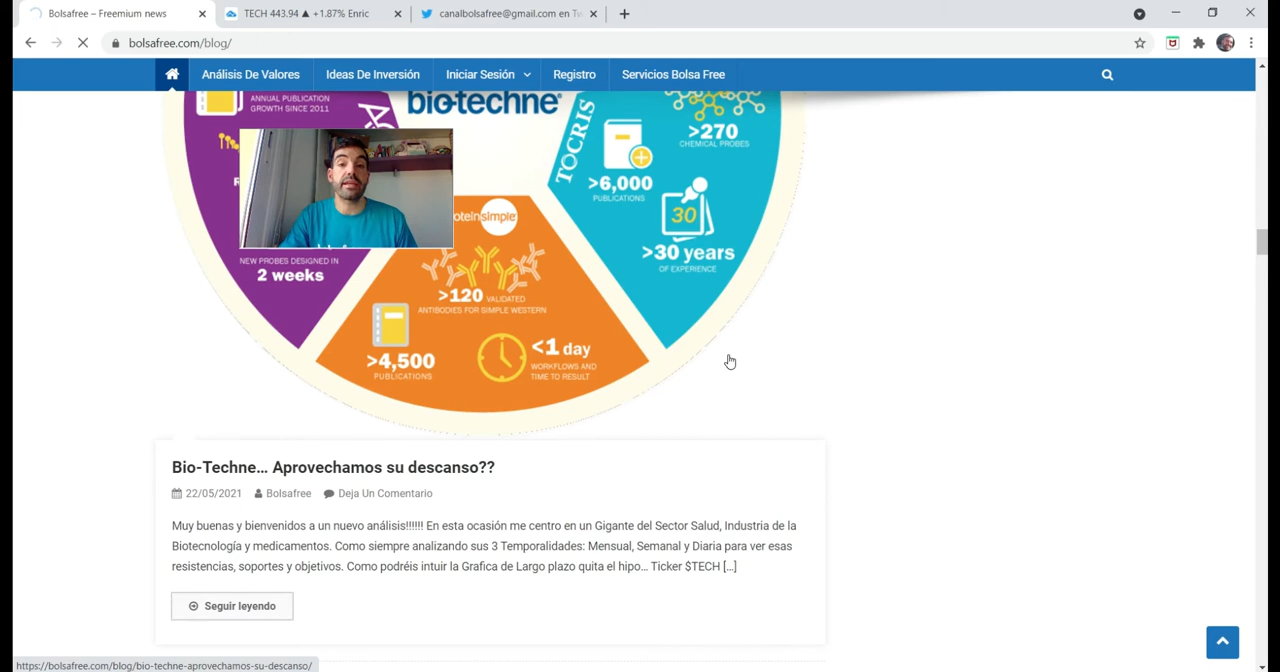 Bolsafree – Freemium news
TECH 443.94 ▲ +1.87% Enric
canalbolsafree@gmail.com en Tw
bolsafree.com/blog/
Análisis De Valores
Ideas De Inversión
Iniciar Sesión
Registro
Servicios Bolsa Free
ANNUAL PUBLICATION
GROWTH SINCE 2011
NEW PROBES DESIGNED IN
2 weeks
biotechne
TOCRIS
>270
CHEMICAL PROBES
>6,000
PUBLICATIONS
30
>30 years
OF EXPERIENCE
simple
>120 VALIDATED
ANTIBODIES FOR SIMPLE WESTERN
>4,500
PUBLICATIONS
<1 day
WORKFLOWS AND
TIME TO RESULT
Bio-Techne… Aprovechamos su descanso??
22/05/2021 Bolsafree Deja Un Comentario
Muy buenas y bienvenidos a un nuevo análisis!!!!!! En esta ocasión me centro en un Gigante del Sector Salud, Industria de la
Biotecnología y medicamentos. Como siempre analizando sus 3 Temporalidades: Mensual, Semanal y Diaria para ver esas
resistencias, soportes y objetivos. Como podréis intuir la Grafica de Largo plazo quita el hipo… Ticker $TECH […]
Seguir leyendo
https://bolsafree.com/blog/bio-techne-aprovechamos-su-descanso/